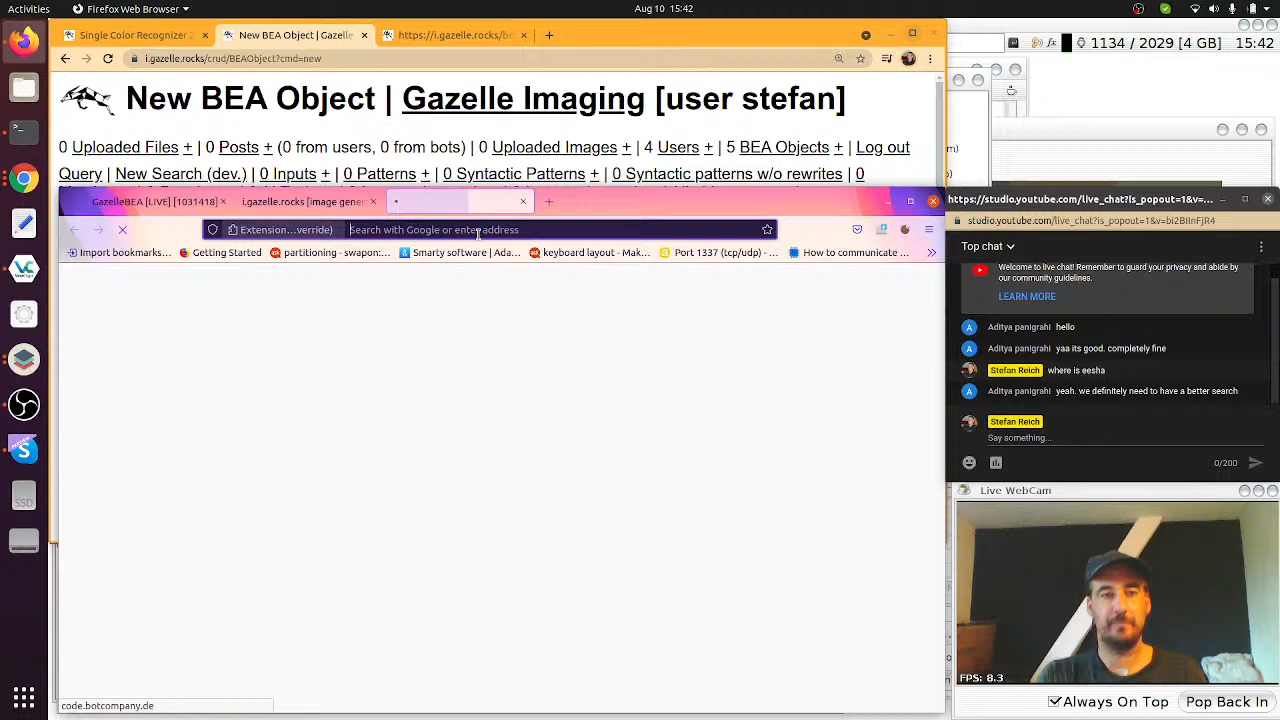 Activities
Firefox Web Browser
Aug 10 15:42
Single Color Recognizer 2
New BEA Object | Gazelle
https://i.gazelle.rocks/be
1134 / 2029 [4 GB]
15:42
i.gazelle.rocks/crud/BEAObject?cmd=new
New BEA Object | Gazelle Imaging [user stefan]
0 Uploaded Files + | 0 Posts + (0 from users, 0 from bots) | 0 Uploaded Images + | 4 Users + | 5 BEA Objects + | Log out
Query | New Search (dev.) | 0 Inputs + | 0 Patterns + | 0 Syntactic Patterns + | 0 Syntactic patterns w/o rewrites | 0
GazelleBEA [LIVE] [1031418]
i.gazelle.rocks [image gener
Extension...verride)
Search with Google or enter address
Import bookmarks...
Getting Started
partitioning - swapon:...
Smarty software | Ada...
keyboard layout - Mak...
Port 1337 (tcp/udp) - ...
How to communicate ...
code.botcompany.de
https://studio.youtube.com/live_chat?is_popout=1&v=...
studio.youtube.com/live_chat?is_popout=1&v=bi2BIInFjR4
Top chat
Welcome to live chat! Remember to guard your privacy and abide by
our community guidelines.
LEARN MORE
Aditya panigrahi hello
Aditya panigrahi yaa its good. completely fine
Stefan Reich where is eesha
Aditya panigrahi yeah. we definitely need to have a better search
Stefan Reich
Say something...
0/200
Live WebCam
FPS: 8.3
Always On Top
Pop Back In
SSD